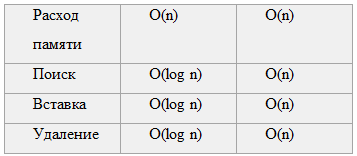 Расход O(n) O(n)
памяти
Поиск O(log n) O(n)
Вставка O(log n) O(n)
Удаление O(log n) O(n)